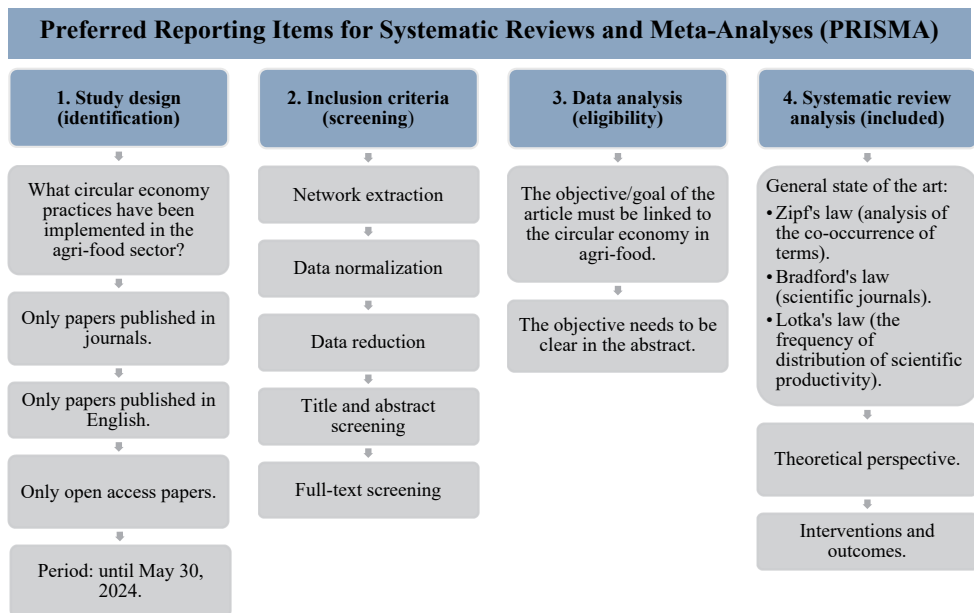 Preferred Reporting Items for Systematic Reviews and Meta-Analyses (PRISMA)
1. Study design
(identification)
What circular economy
practices have been
implemented in the
agri-food sector?
Only papers published in
journals.
Only papers published in
English.
Only open access papers.
Period: until May 30,
2024.
2. Inclusion criteria
(screening)
Network extraction
Data normalization
Data reduction
Title and abstract
screening
Full-text screening
3. Data analysis
(eligibility)
The objective/goal of the
article must be linked to
the circular economy in
agri-food.
The objective needs to be
clear in the abstract.
4. Systematic review
analysis (included)
General state of the art:
• Zipf's law (analysis of
the co-occurrence of
terms).
• Bradford's law
(scientific journals).
• Lotka's law (the
frequency of
distribution of scientific
productivity).
Theoretical perspective.
Interventions and
outcomes.